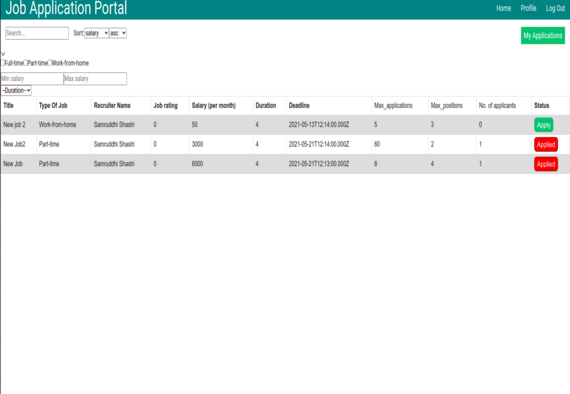 Job Application Portal Home Profile Log Out
Search... Sort: salary asc My Applications
Full-time Part-time Work-from-home
Min salary Max salary
--Duration--
Title Type Of Job Recruiter Name Job rating Salary (per month) Duration Deadline Max_applications Max_positions No. of applicants Status
New job 2 Work-from-home Samruddhi Shastri 0 50 4 2021-05-13T12:14:00.000Z 5 3 0 Apply
New Job2 Part-time Samruddhi Shastri 0 3000 4 2021-05-21T12:14:00.000Z 60 2 1 Applied
New Job Part-time Samruddhi Shastri 0 6000 4 2021-05-21T12:13:00.000Z 6 4 1 Applied